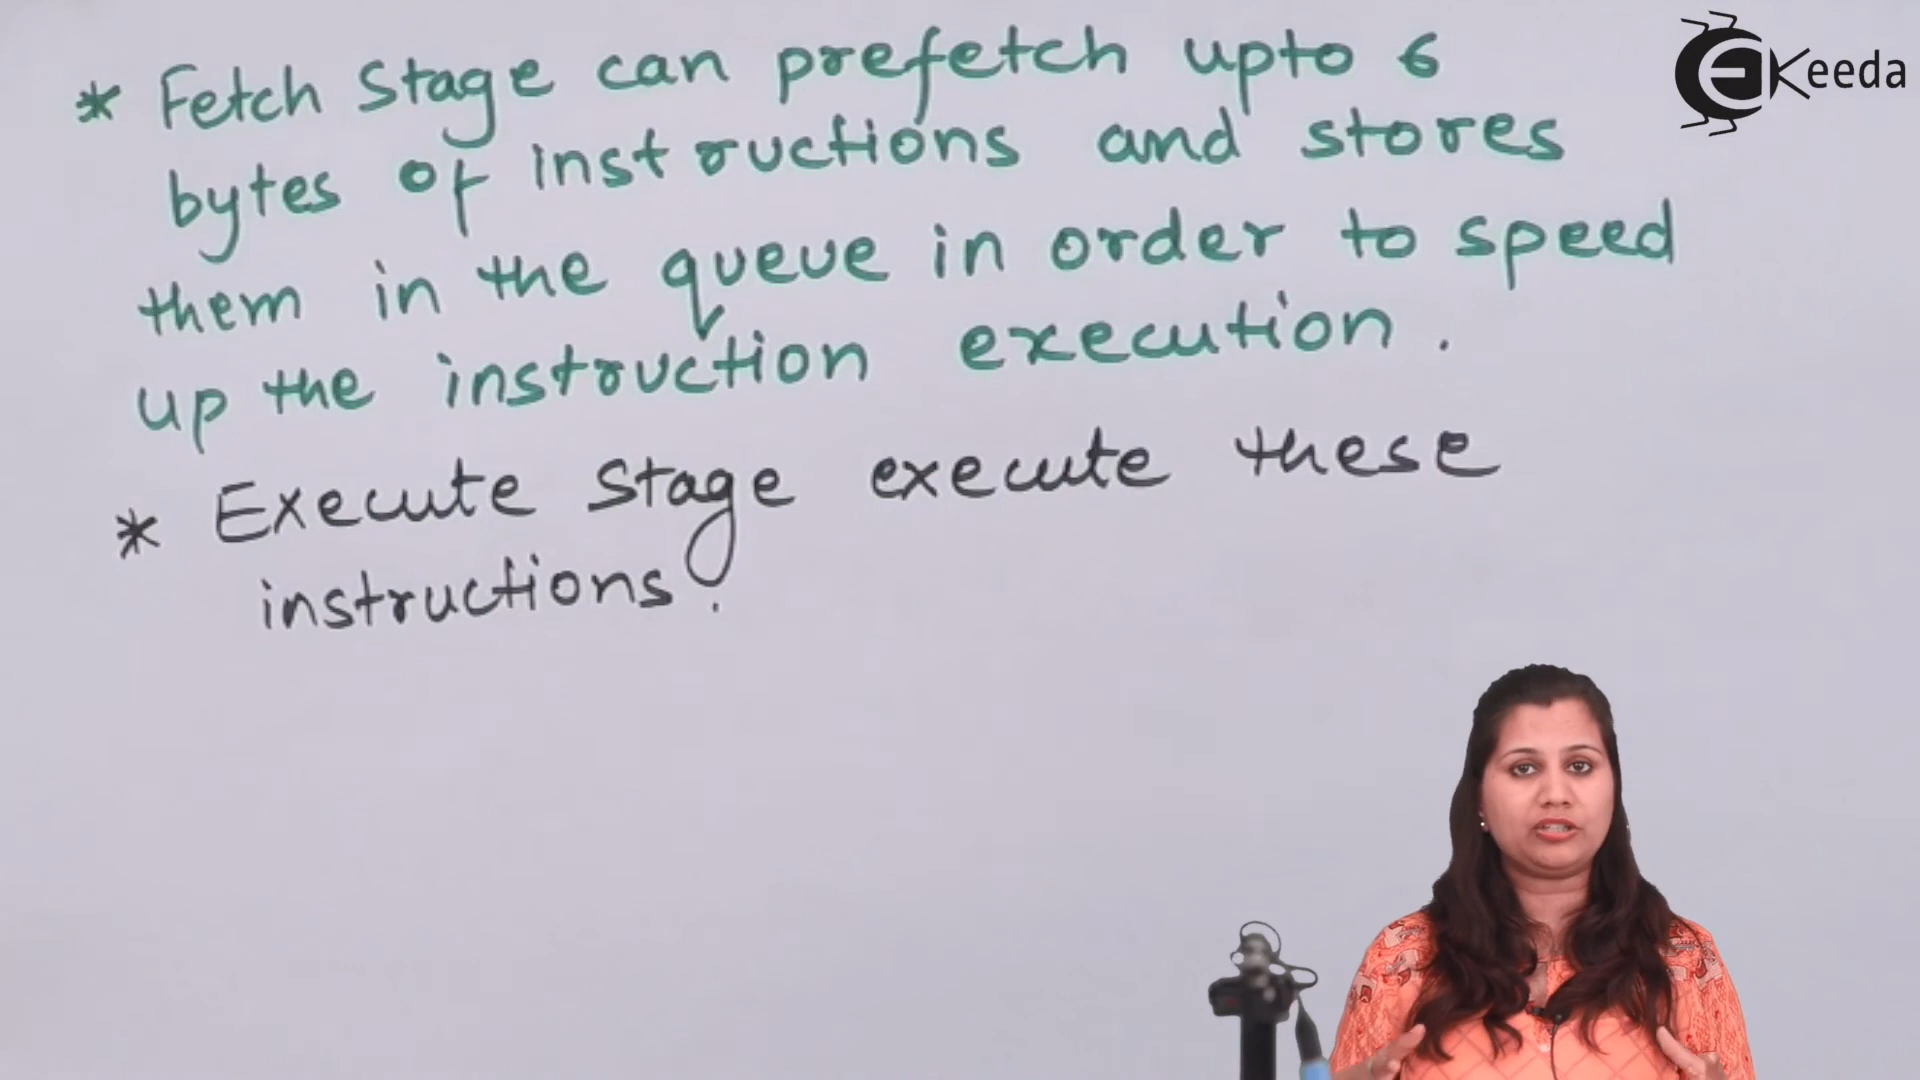 * Fetch Stage can prefetch upto 6
bytes of instructions and stores
them in the queue in order to speed
up the instruction execution.
* Execute Stage execute these
instructions.
EKeeda